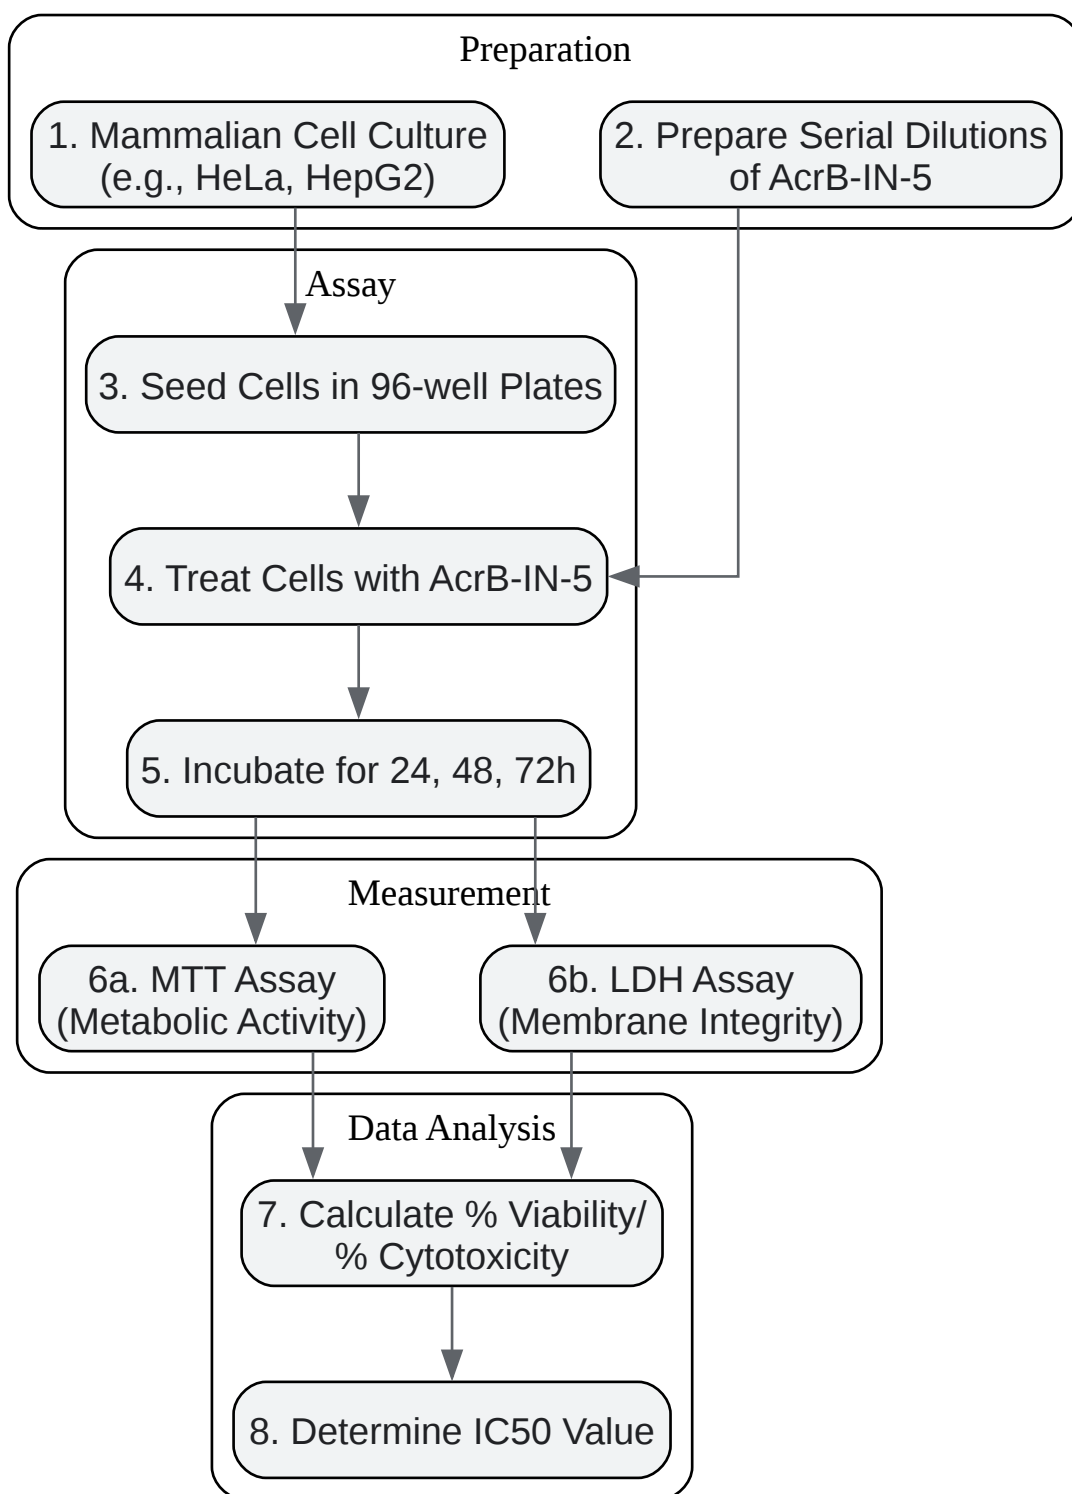 Preparation
1. Mammalian Cell Culture
(e.g., HeLa, HepG2)
2. Prepare Serial Dilutions
of AcrB-IN-5
Assay
3. Seed Cells in 96-well Plates
4. Treat Cells with AcrB-IN-5
5. Incubate for 24, 48, 72h
Measurement
6a. MTT Assay
(Metabolic Activity)
6b. LDH Assay
(Membrane Integrity)
Data Analysis
7. Calculate % Viability/
% Cytotoxicity
8. Determine IC50 Value